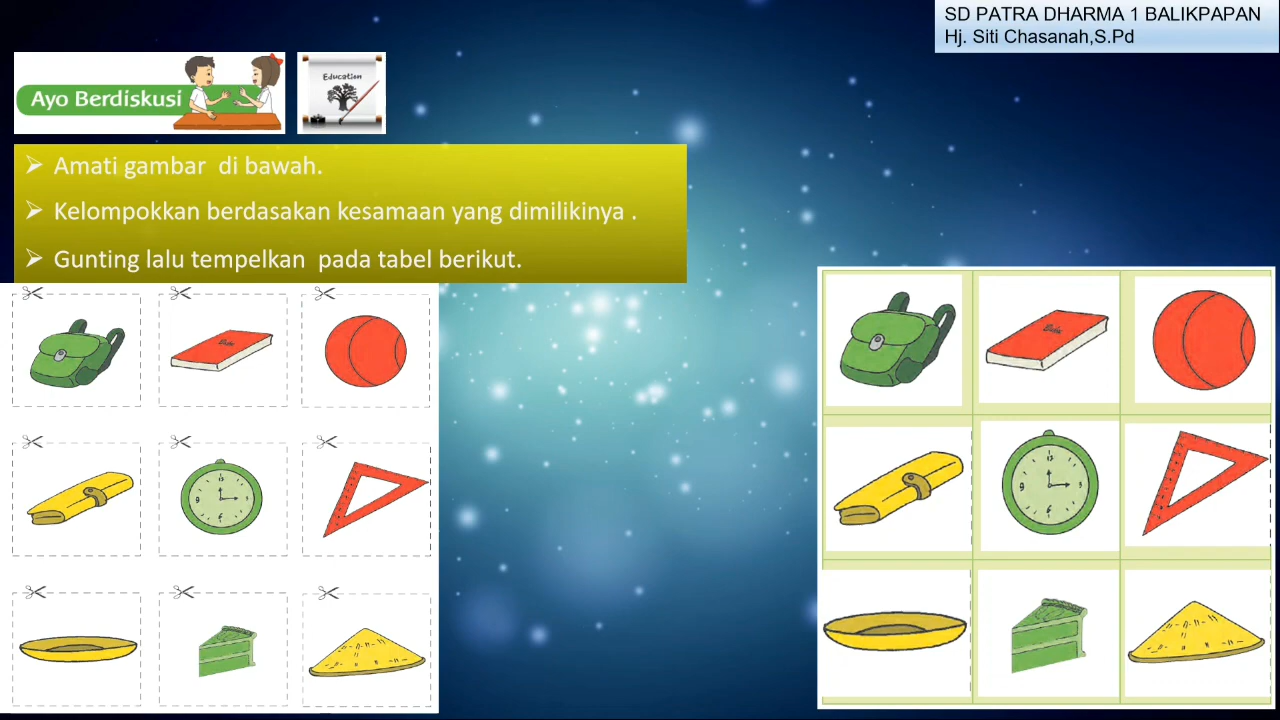 SD PATRA DHARMA 1 BALIKPAPAN
Hj. Siti Chasanah,S.Pd
Ayo Berdiskusi
Education
Amati gambar di bawah.
Kelompokkan berdasakan kesamaan yang dimilikinya .
Gunting lalu tempelkan pada tabel berikut.